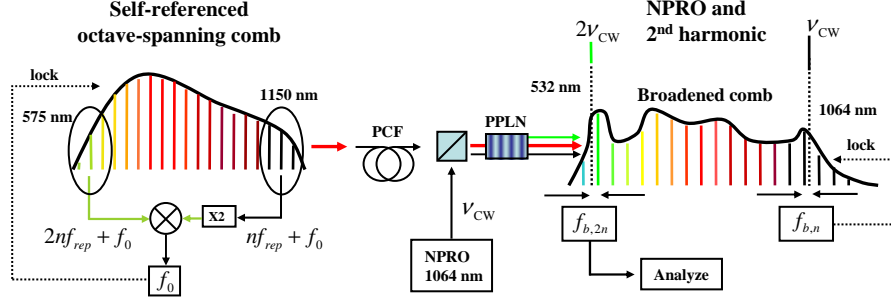 Self-referenced
octave-spanning comb
lock
575 nm
1150 nm
X2
2nf_rep + f_0
nf_rep + f_0
f_0
PCF
PPLN
ν_CW
NPRO
1064 nm
NPRO and
2nd harmonic
2ν_CW
ν_CW
532 nm
Broadened comb
1064 nm
lock
f_b,2n
f_b,n
Analyze